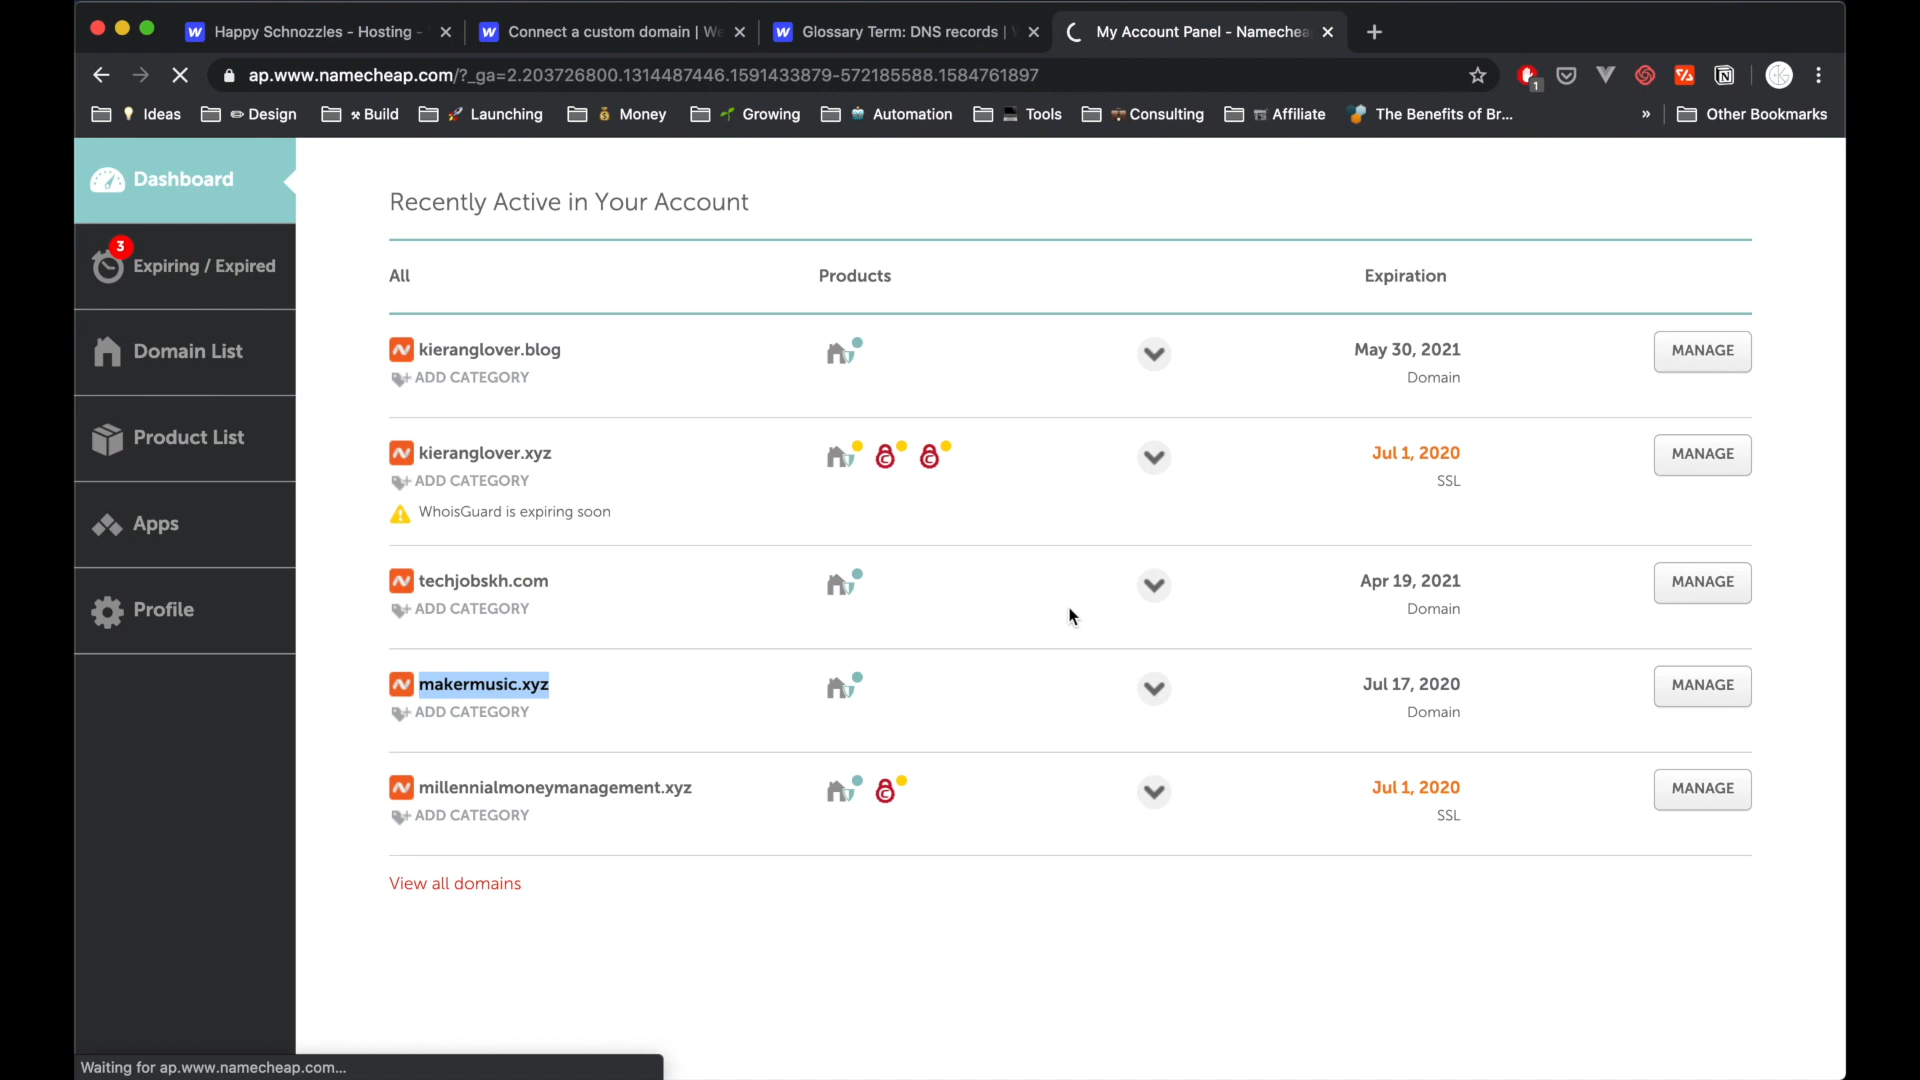 Happy Schnozzles - Hosting -
Connect a custom domain | We
Glossary Term: DNS records |
My Account Panel - Namechea
ap.www.namecheap.com/?_ga=2.203726800.1314487446.1591433879-572185588.1584761897
1
Ideas
Design
Build
Launching
Money
Growing
Automation
Tools
Consulting
Affiliate
The Benefits of Br...
»
Other Bookmarks
Dashboard
3
Expiring / Expired
Domain List
Product List
Apps
Profile
Recently Active in Your Account
All Products Expiration
kieranglover.blog May 30, 2021 MANAGE
ADD CATEGORY Domain
kieranglover.xyz Jul 1, 2020 MANAGE
ADD CATEGORY SSL
WhoisGuard is expiring soon
techjobskh.com Apr 19, 2021 MANAGE
ADD CATEGORY Domain
makermusic.xyz Jul 17, 2020 MANAGE
ADD CATEGORY Domain
millennialmoneymanagement.xyz Jul 1, 2020 MANAGE
ADD CATEGORY SSL
View all domains
Waiting for ap.www.namecheap.com...